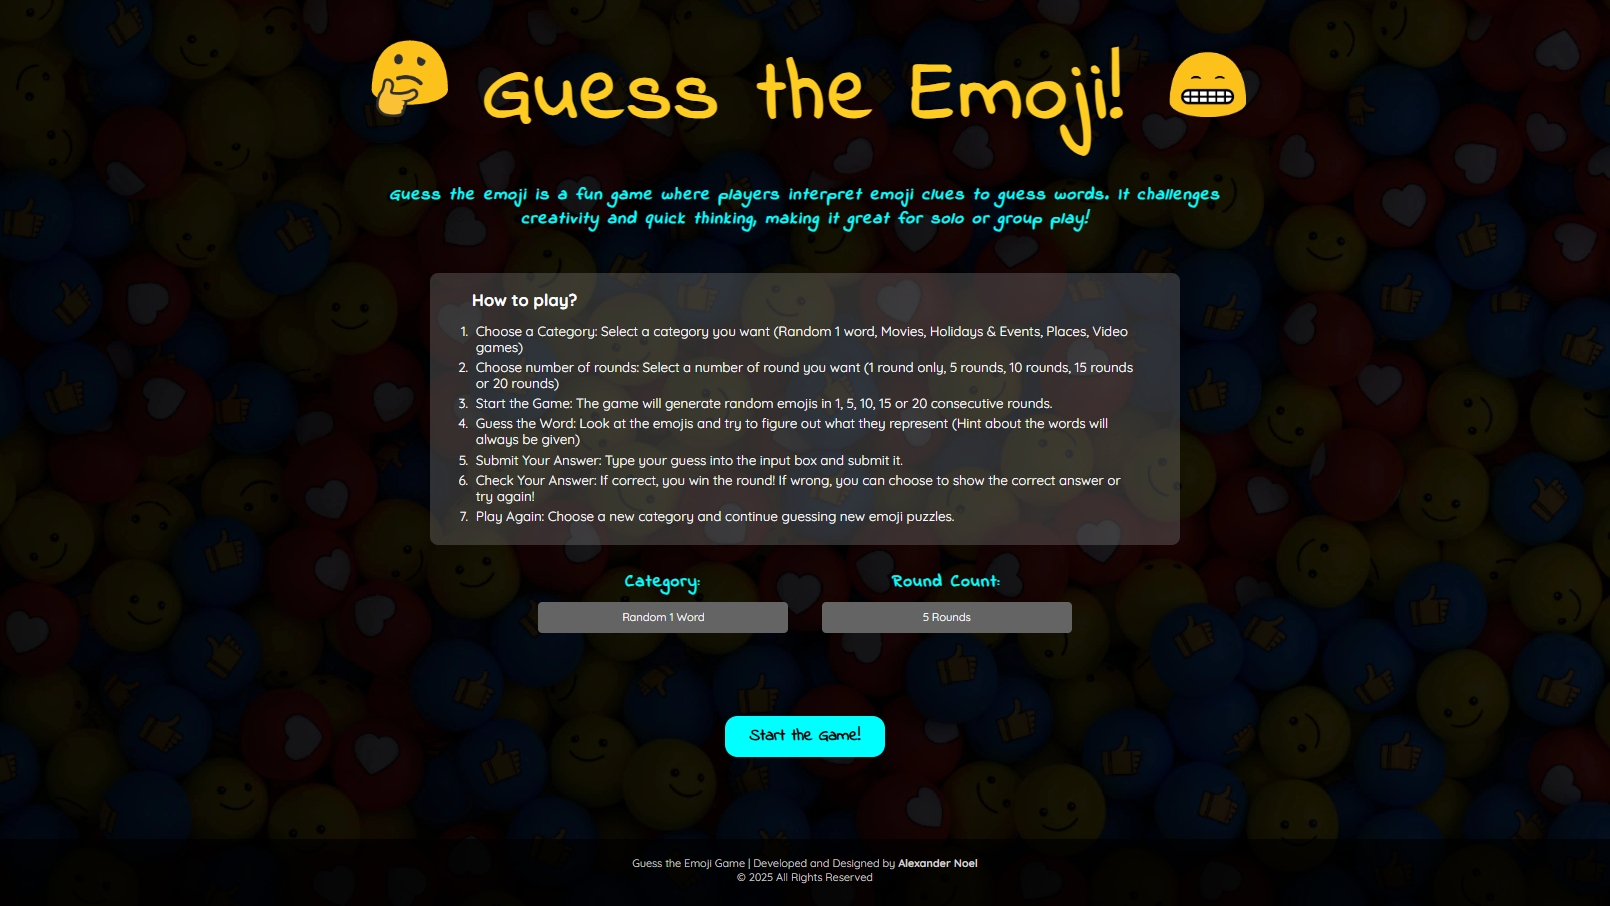 Guess the Emoji!
Guess the emoji is a fun game where players interpret emoji clues to guess words. It challenges
creativity and quick thinking, making it great for solo or group play!
How to play?
1. Choose a Category: Select a category you want (Random 1 word, Movies, Holidays & Events, Places, Video
games)
2. Choose number of rounds: Select a number of round you want (1 round only, 5 rounds, 10 rounds, 15 rounds
or 20 rounds)
3. Start the Game: The game will generate random emojis in 1, 5, 10, 15 or 20 consecutive rounds.
4. Guess the Word: Look at the emojis and try to figure out what they represent (Hint about the words will
always be given)
5. Submit Your Answer: Type your guess into the input box and submit it.
6. Check Your Answer: If correct, you win the round! If wrong, you can choose to show the correct answer or
try again!
7. Play Again: Choose a new category and continue guessing new emoji puzzles.
Category:
Round Count:
Random 1 Word
5 Rounds
Start the Game!
Guess the Emoji Game | Developed and Designed by Alexander Noel
© 2025 All Rights Reserved